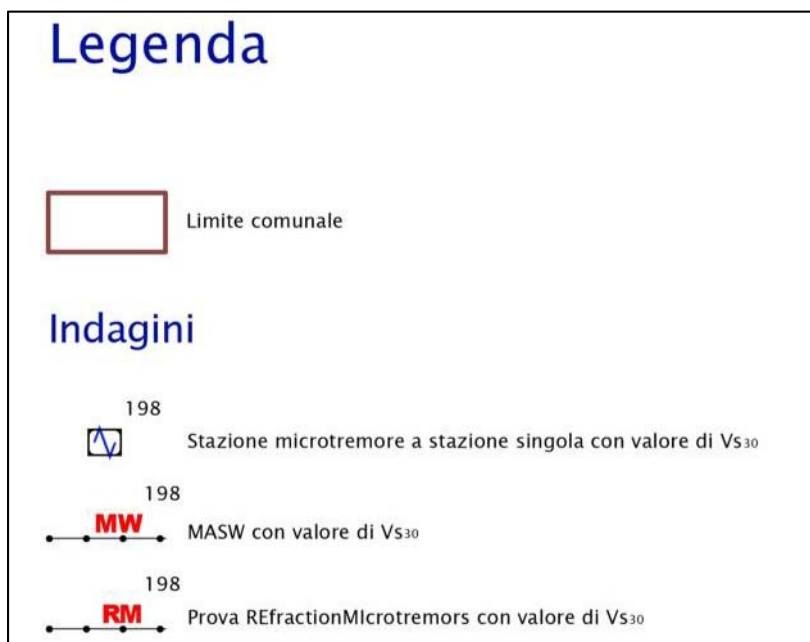 Legenda
Limite comunale
Indagini
198
Stazione microtremore a stazione singola con valore di Vs30
198
MW
MASW con valore di Vs30
198
RM
Prova REfractionMIcrotremors con valore di Vs30